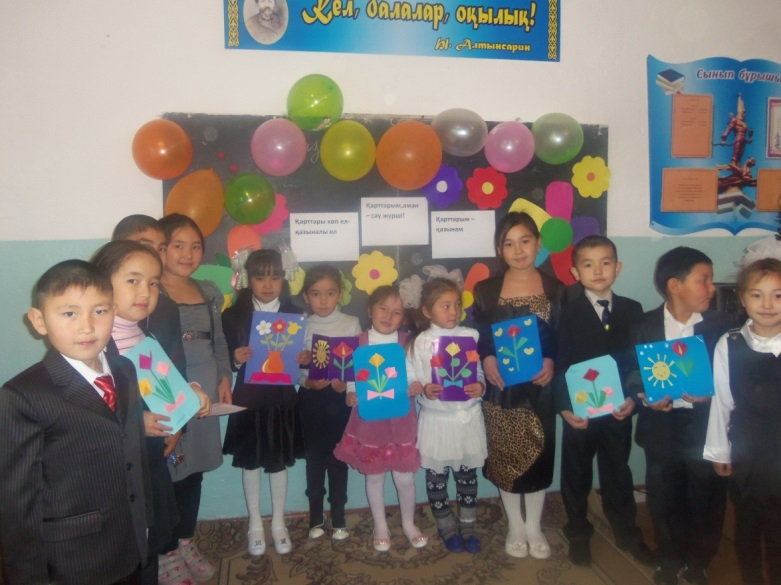 Кел, балалар, оқылық!
Ы. Алтынсарин
Сынып бұрышы
Қарттары көп ел-
қазыналы ел
Қарттарым,аман
– сау жүрші!
Қарттарым –
қазынам